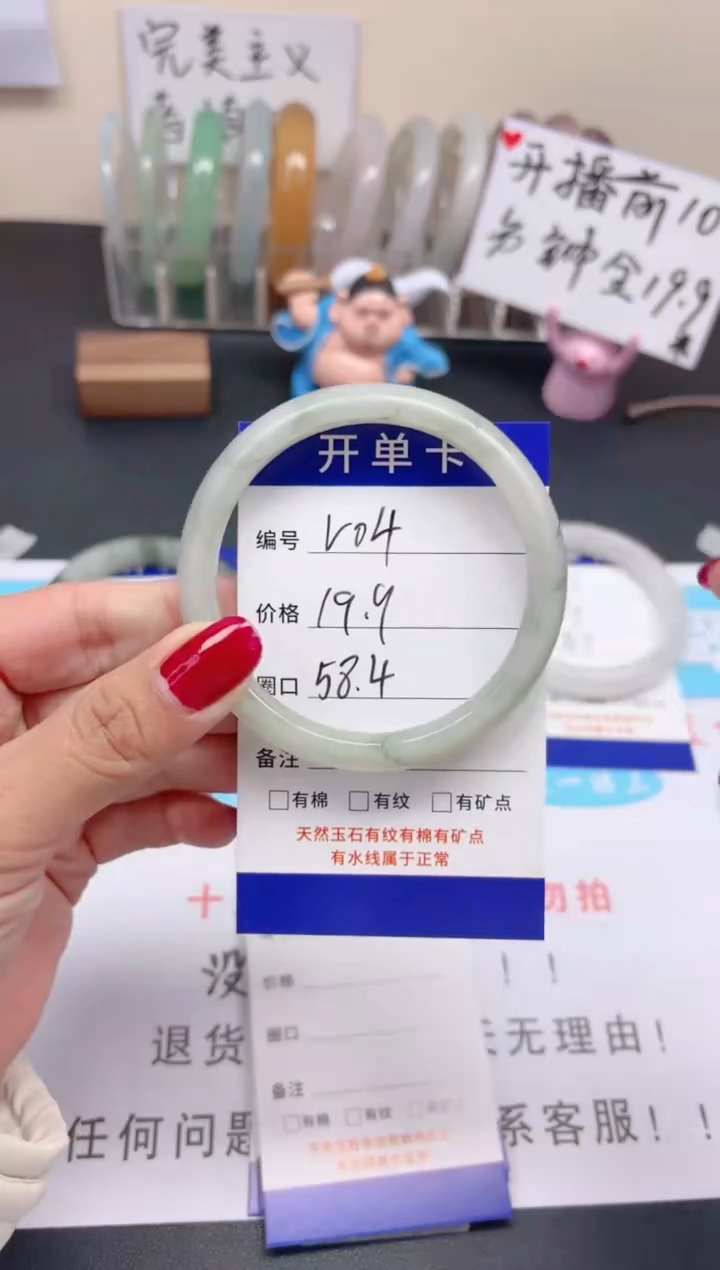 完美主义
开播前10
分钟全19.9
开单卡
编号 V04
价格 19.9
圈口 58.4
备注
有棉 有纹 有矿点
天然玉石有纹有棉有矿点
有水线属于正常
十 勿拍
没 ！！
价格
圈口
退货 无理由！
备注
有棉 有纹
任何问题 系客服！！